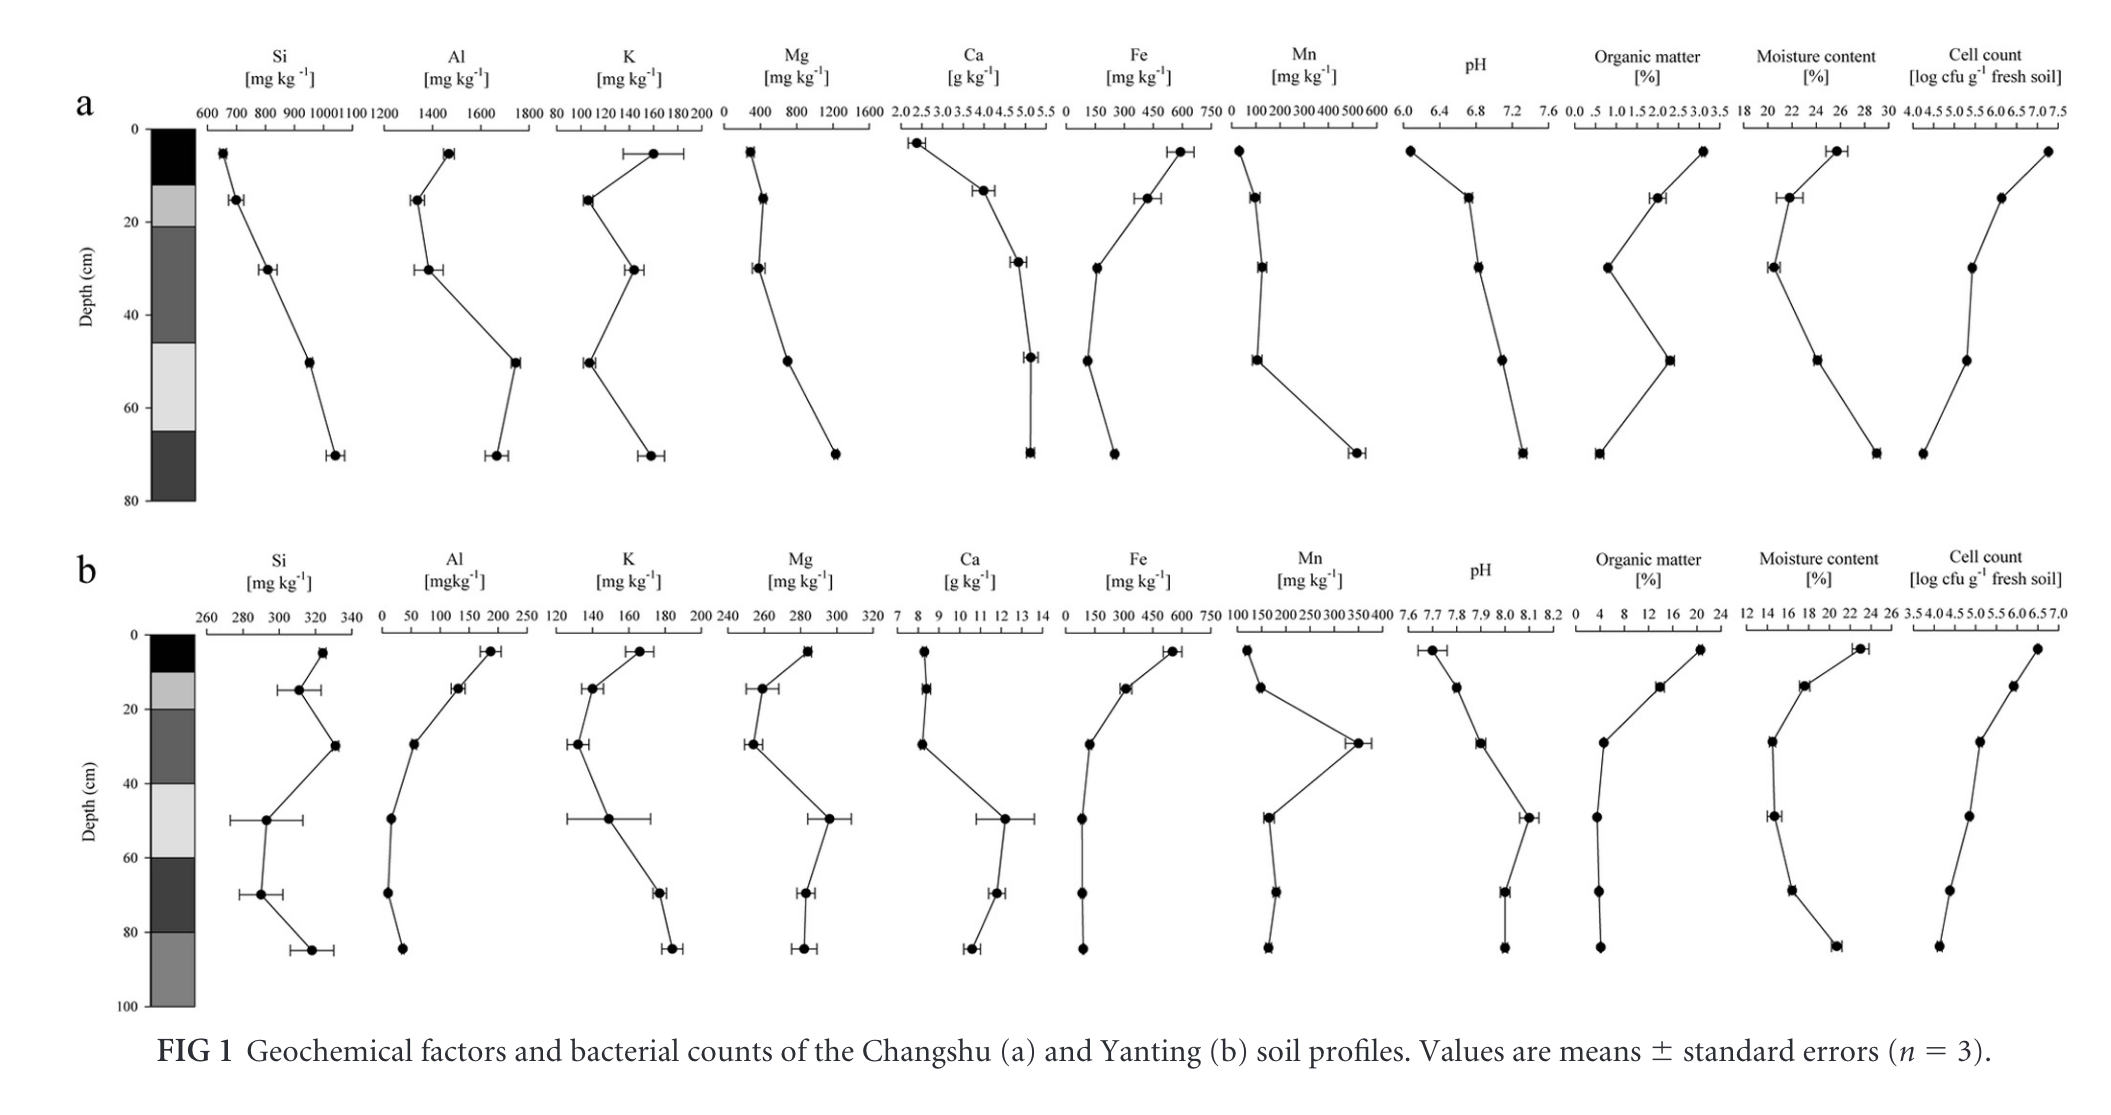 a
Si Al K Mg Ca Fe Mn pH Organic matter Moisture content Cell count
[mg kg⁻¹] [mg kg⁻¹] [mg kg⁻¹] [mg kg⁻¹] [g kg⁻¹] [mg kg⁻¹] [mg kg⁻¹] [%] [%] [log cfu g⁻¹ fresh soil]
600 700 800 900 1000 1100 1200 1400 1600 1800 80 100 120 140 160 180 200 0 400 800 1200 1600 2.0 2.5 3.0 3.5 4.0 4.5 5.0 5.5 0 150 300 450 600 750 0 100 200 300 400 500 600 6.0 6.4 6.8 7.2 7.6 0.0 .5 1.0 1.5 2.0 2.5 3.0 3.5 18 20 22 24 26 28 30 4.0 4.5 5.0 5.5 6.0 6.5 7.0 7.5
0
20
Depth (cm)
40
60
80
b
Si Al K Mg Ca Fe Mn pH Organic matter Moisture content Cell count
[mg kg⁻¹] [mgkg⁻¹] [mg kg⁻¹] [mg kg⁻¹] [g kg⁻¹] [mg kg⁻¹] [mg kg⁻¹] [%] [%] [log cfu g⁻¹ fresh soil]
260 280 300 320 340 0 50 100 150 200 250 120 140 160 180 200 240 260 280 300 320 7 8 9 10 11 12 13 14 0 150 300 450 600 750 100 150 200 250 300 350 400 7.6 7.7 7.8 7.9 8.0 8.1 8.2 0 4 8 12 16 20 24 12 14 16 18 20 22 24 26 3.5 4.0 4.5 5.0 5.5 6.0 6.5 7.0
0
20
40
Depth (cm)
60
80
100
FIG 1 Geochemical factors and bacterial counts of the Changshu (a) and Yanting (b) soil profiles. Values are means ± standard errors (n = 3).